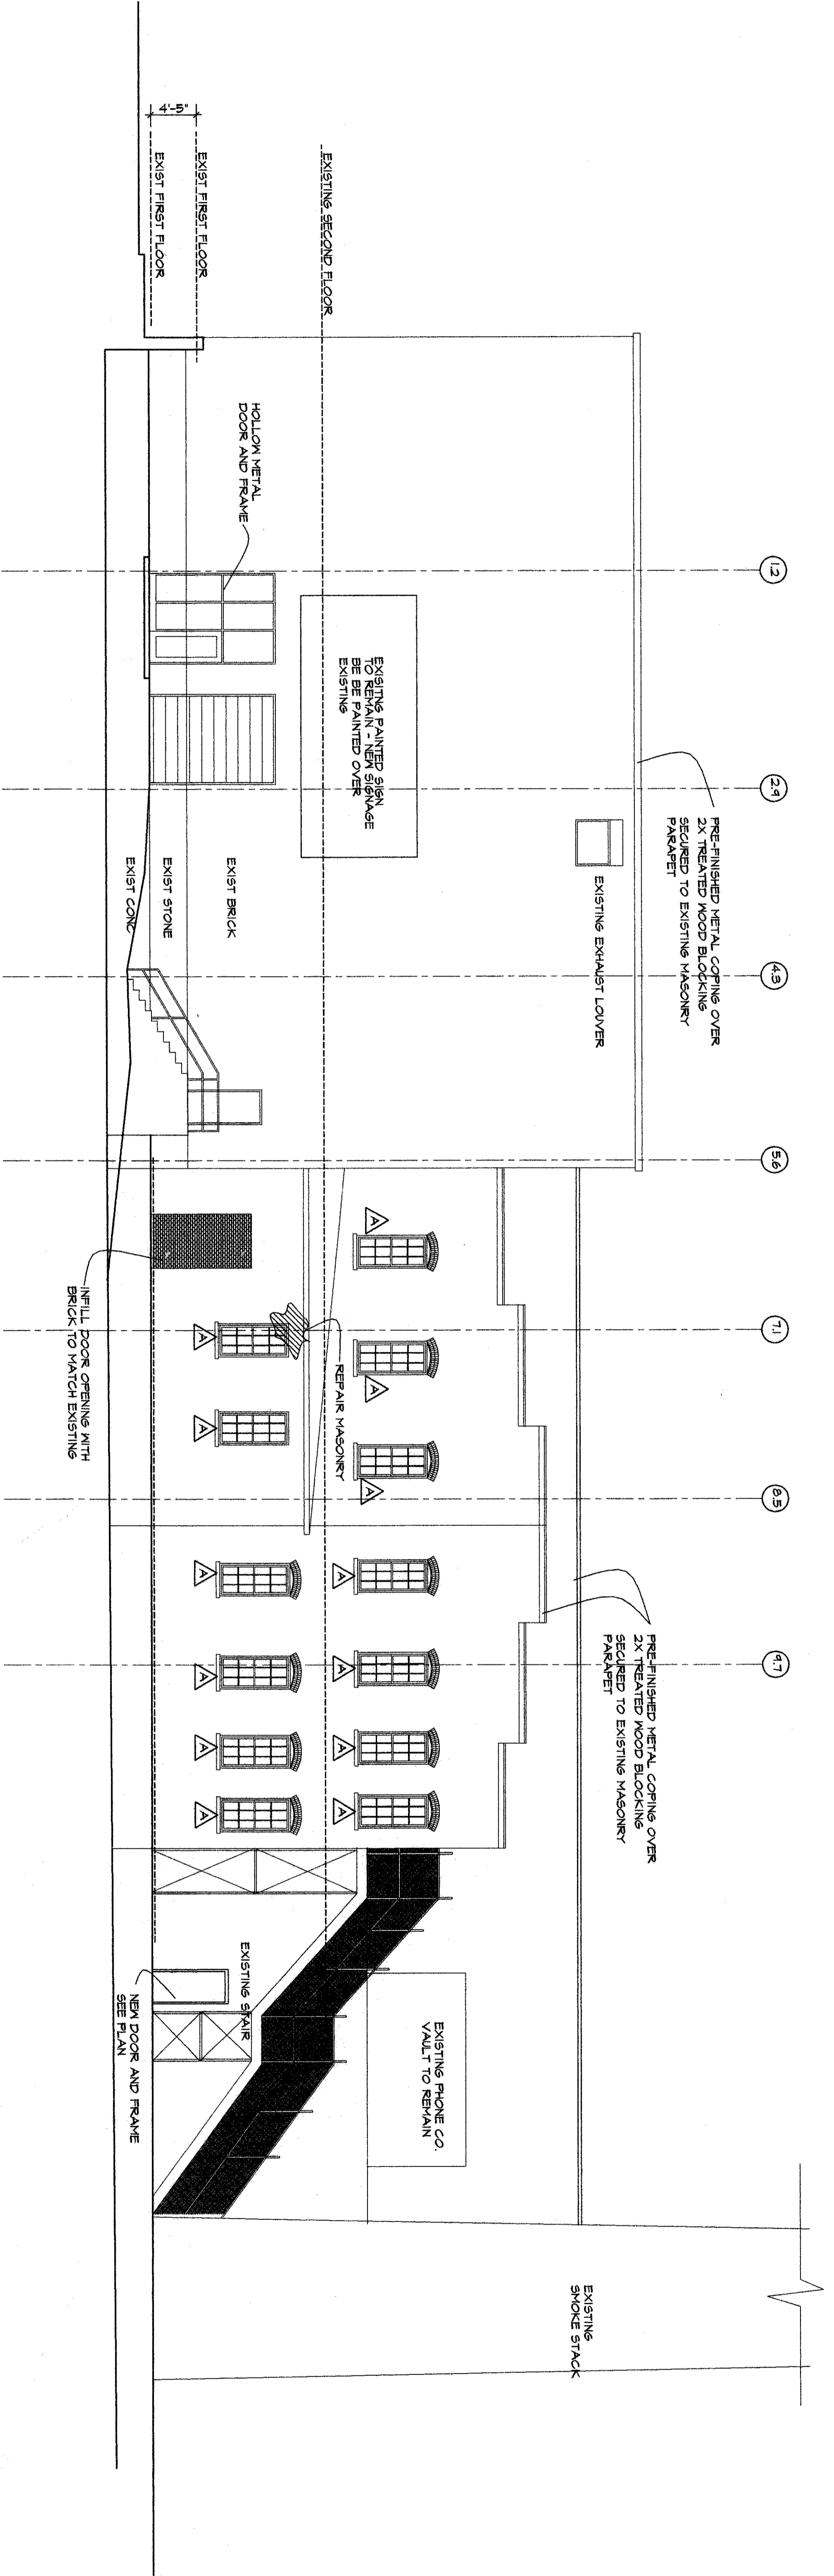 1.2
2.9
4.3
5.6
7.1
8.5
9.7
PRE-FINISHED METAL COPING OVER
2X TREATED WOOD BLOCKING
SECURED TO EXISTING MASONRY
PARAPET
PRE-FINISHED METAL COPING OVER
2X TREATED WOOD BLOCKING
SECURED TO EXISTING MASONRY
PARAPET
EXISTING EXHAUST LOUVER
EXISTING
SMOKE STACK
EXISTING PHONE CO.
VAULT TO REMAIN
EXISITNG PAINTED SIGN
TO REMAIN - NEW SIGNAGE
BE BE PAINTED OVER
EXISTING
A
A
A
A
A
A
A
REPAIR MASONRY
EXISTING SECOND FLOOR
HOLLOW METAL
DOOR AND FRAME
EXIST BRICK
EXISTING STAIR
A
A
A
A
A
A
EXIST FIRST FLOOR
4'-5"
EXIST FIRST FLOOR
EXIST STONE
EXIST CONC
INFILL DOOR OPENING WITH
BRICK TO MATCH EXISTING
NEW DOOR AND FRAME
SEE PLAN